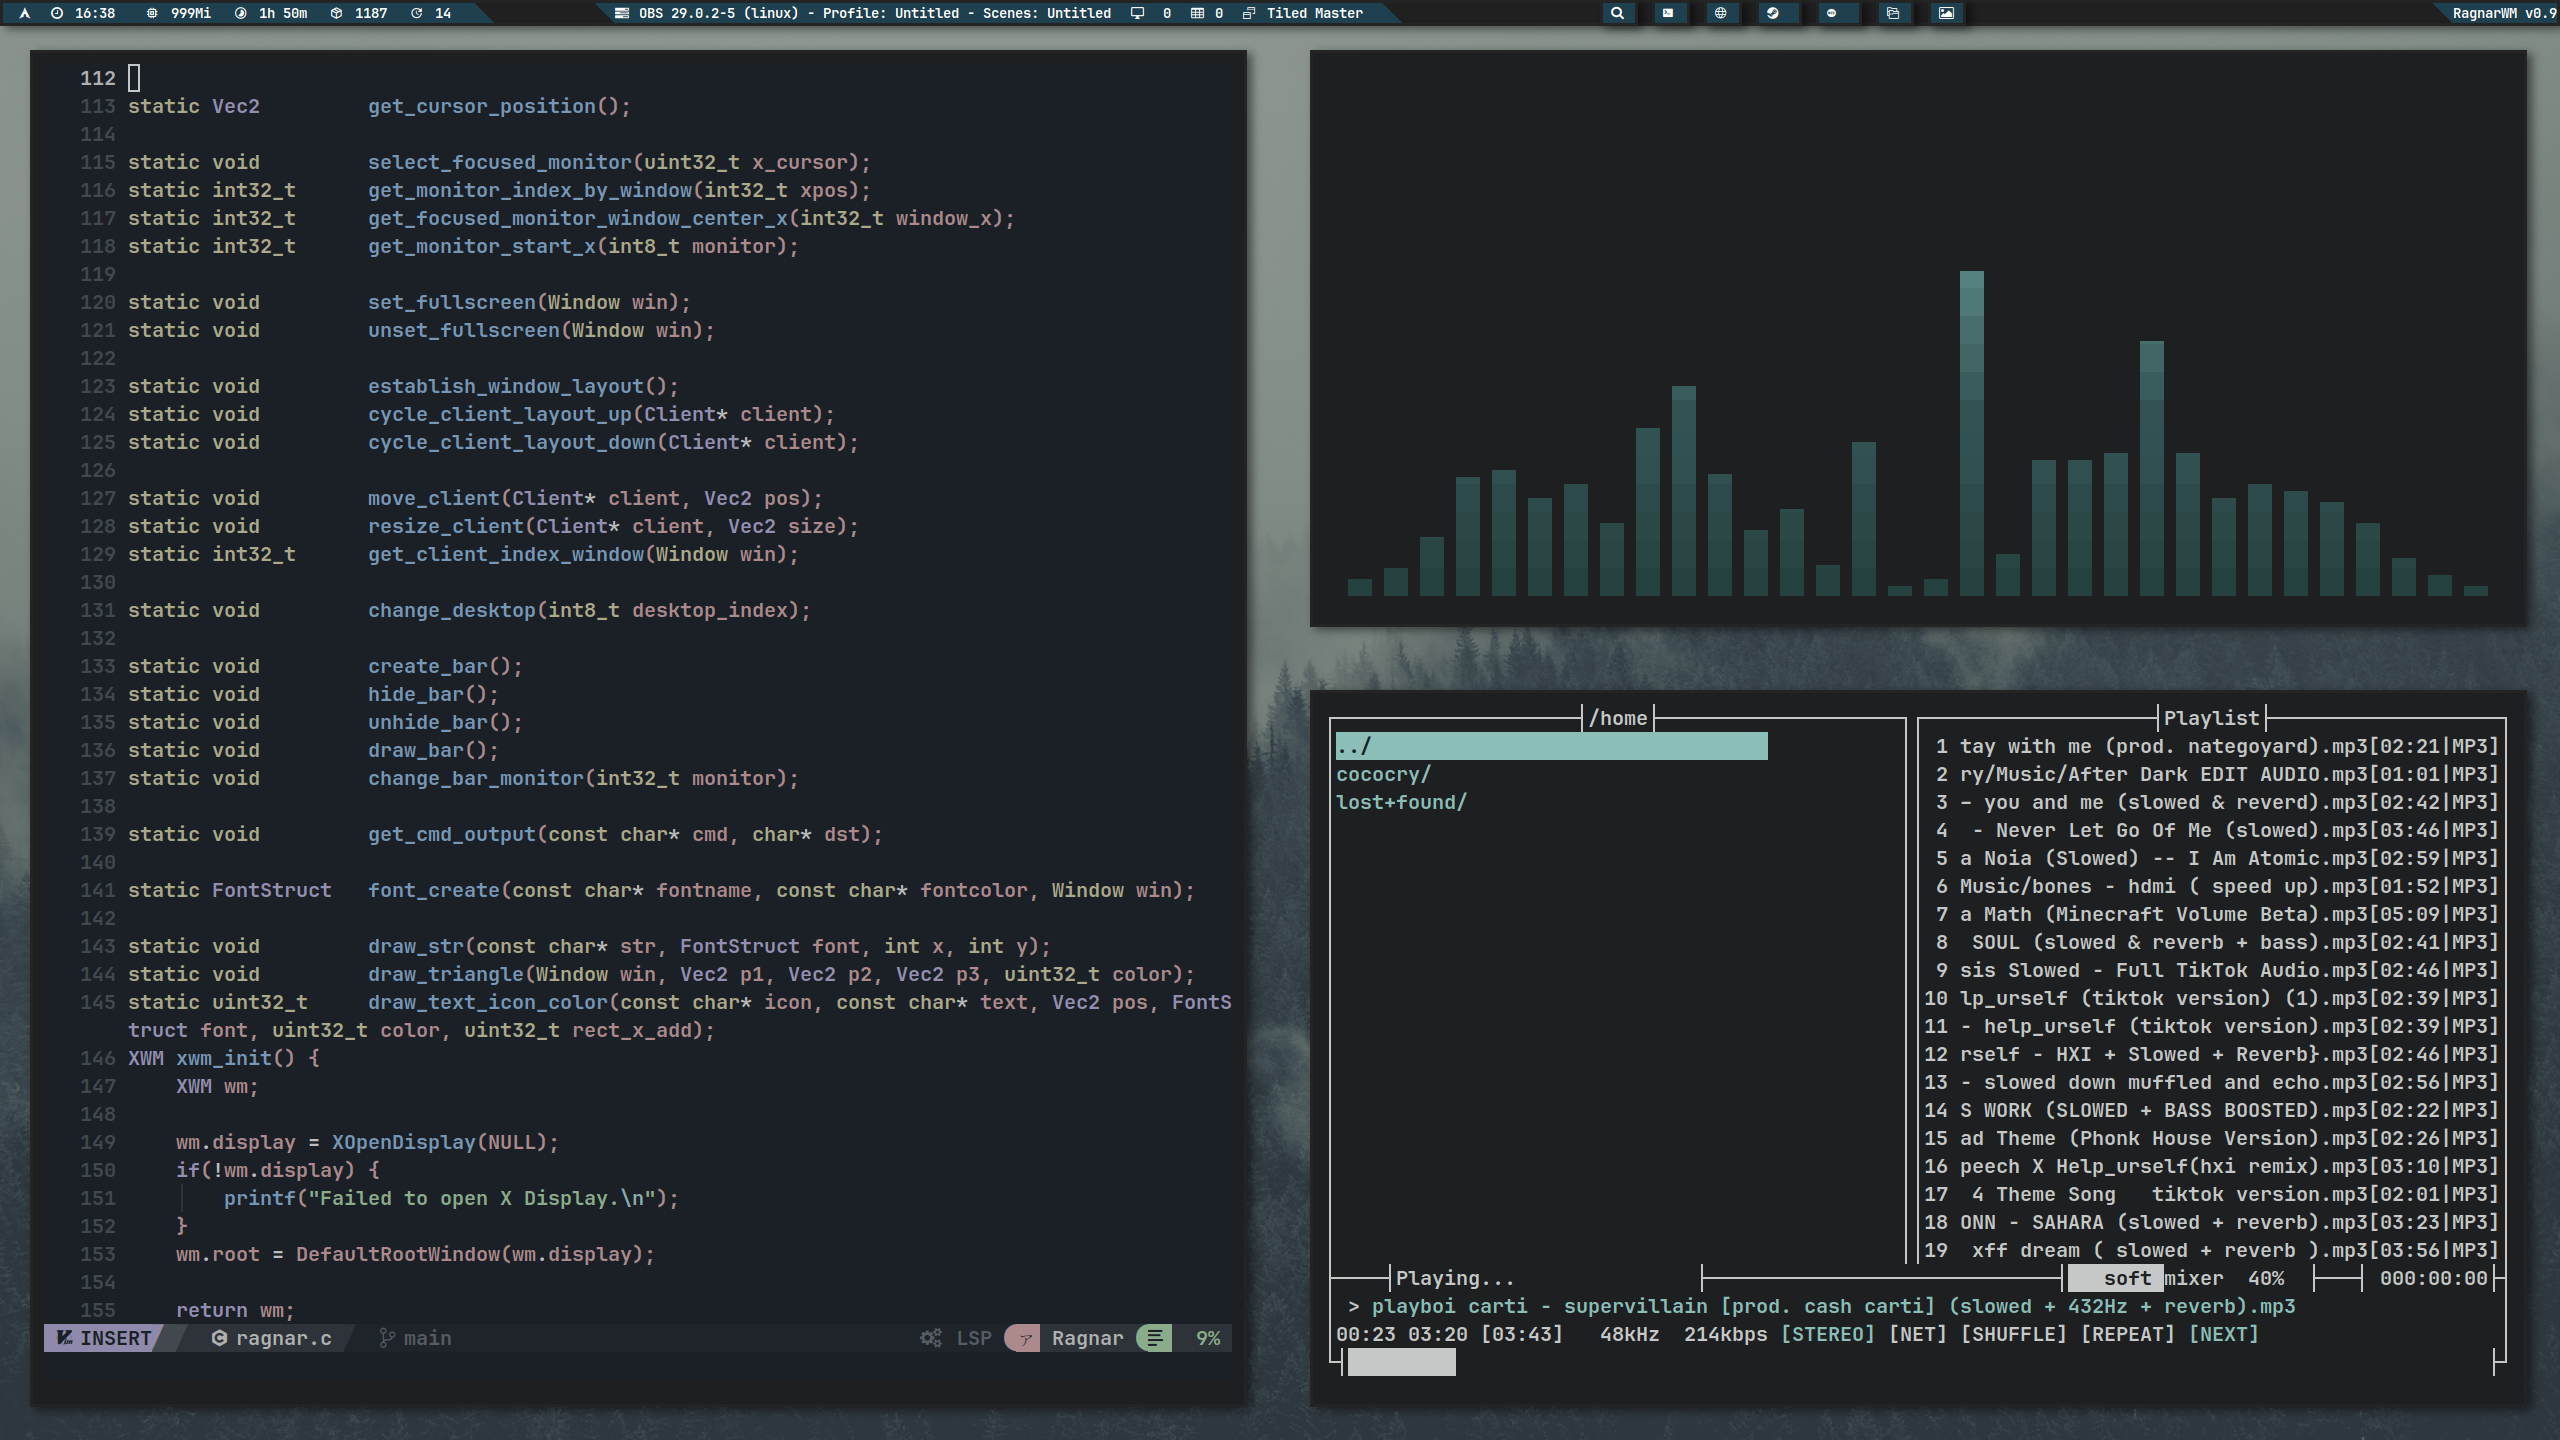 16:38 999Mi 1h 50m 1187 14 OBS 29.0.2-5 (linux) - Profile: Untitled - Scenes: Untitled 0 0 Tiled Master RagnarWM v0.9
112
113 static Vec2 get_cursor_position();
114
115 static void select_focused_monitor(uint32_t x_cursor);
116 static int32_t get_monitor_index_by_window(int32_t xpos);
117 static int32_t get_focused_monitor_window_center_x(int32_t window_x);
118 static int32_t get_monitor_start_x(int8_t monitor);
119
120 static void set_fullscreen(Window win);
121 static void unset_fullscreen(Window win);
122
123 static void establish_window_layout();
124 static void cycle_client_layout_up(Client* client);
125 static void cycle_client_layout_down(Client* client);
126
127 static void move_client(Client* client, Vec2 pos);
128 static void resize_client(Client* client, Vec2 size);
129 static int32_t get_client_index_window(Window win);
130
131 static void change_desktop(int8_t desktop_index);
132
133 static void create_bar();
134 static void hide_bar();
135 static void unhide_bar();
136 static void draw_bar();
137 static void change_bar_monitor(int32_t monitor);
138
139 static void get_cmd_output(const char* cmd, char* dst);
140
141 static FontStruct font_create(const char* fontname, const char* fontcolor, Window win);
142
143 static void draw_str(const char* str, FontStruct font, int x, int y);
144 static void draw_triangle(Window win, Vec2 p1, Vec2 p2, Vec2 p3, uint32_t color);
145 static uint32_t draw_text_icon_color(const char* icon, const char* text, Vec2 pos, FontS
truct font, uint32_t color, uint32_t rect_x_add);
146 XWM xwm_init() {
147 XWM wm;
148
149 wm.display = XOpenDisplay(NULL);
150 if(!wm.display) {
151 printf("Failed to open X Display.\n");
152 }
153 wm.root = DefaultRootWindow(wm.display);
154
155 return wm;
INSERT ragnar.c main LSP Ragnar 9%
/home
../
cococry/
lost+found/
Playlist
1 tay with me (prod. nategoyard).mp3[02:21|MP3]
2 ry/Music/After Dark EDIT AUDIO.mp3[01:01|MP3]
3 – you and me (slowed & reverd).mp3[02:42|MP3]
4 - Never Let Go Of Me (slowed).mp3[03:46|MP3]
5 a Noia (Slowed) -- I Am Atomic.mp3[02:59|MP3]
6 Music/bones - hdmi ( speed up).mp3[01:52|MP3]
7 a Math (Minecraft Volume Beta).mp3[05:09|MP3]
8 SOUL (slowed & reverb + bass).mp3[02:41|MP3]
9 sis Slowed - Full TikTok Audio.mp3[02:46|MP3]
10 lp_urself (tiktok version) (1).mp3[02:39|MP3]
11 - help_urself (tiktok version).mp3[02:39|MP3]
12 rself - HXI + Slowed + Reverb}.mp3[02:46|MP3]
13 - slowed down muffled and echo.mp3[02:56|MP3]
14 S WORK (SLOWED + BASS BOOSTED).mp3[02:22|MP3]
15 ad Theme (Phonk House Version).mp3[02:26|MP3]
16 peech X Help_urself(hxi remix).mp3[03:10|MP3]
17 4 Theme Song tiktok version.mp3[02:01|MP3]
18 ONN - SAHARA (slowed + reverb).mp3[03:23|MP3]
19 xff dream ( slowed + reverb ).mp3[03:56|MP3]
Playing... soft mixer 40% 000:00:00
> playboi carti - supervillain [prod. cash carti] (slowed + 432Hz + reverb).mp3
00:23 03:20 [03:43] 48kHz 214kbps [STEREO] [NET] [SHUFFLE] [REPEAT] [NEXT]